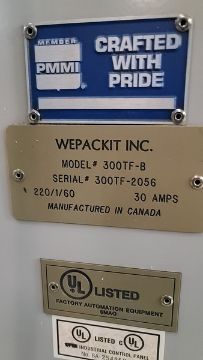 MEMBER
PMMI
CRAFTED
WITH
PRIDE
WEPACKIT INC.
MODEL# 300TF-B
SERIAL# 300TF-2056
220/1/60 30 AMPS
MANUFACTURED IN CANADA
UL LISTED
FACTORY AUTOMATION EQUIPMENT
UL LISTED UL
INDUSTRIAL CONTROL PANEL